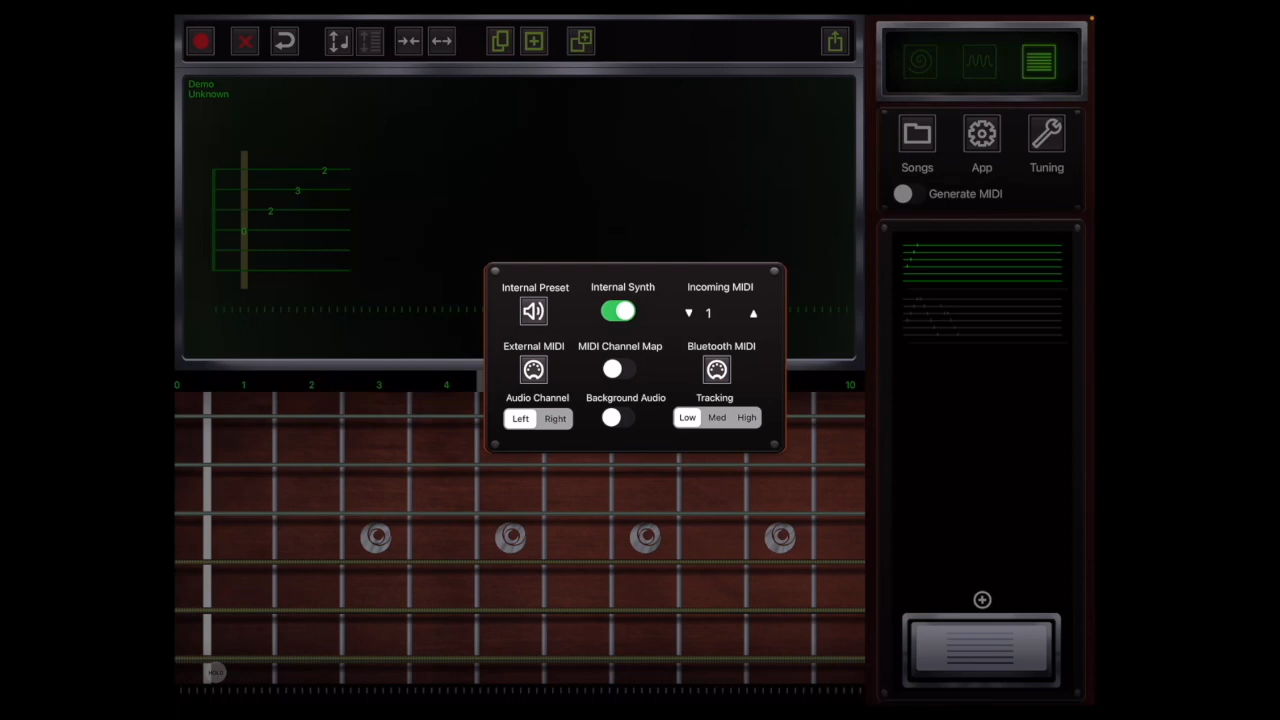 Demo
Unknown
2
3
2
0
Songs App Tuning
Generate MIDI
Internal Preset Internal Synth Incoming MIDI
▼ 1 ▲
External MIDI MIDI Channel Map Bluetooth MIDI
Audio Channel Background Audio Tracking
Left Right Low Med High
0 1 2 3 4 10
HOLD